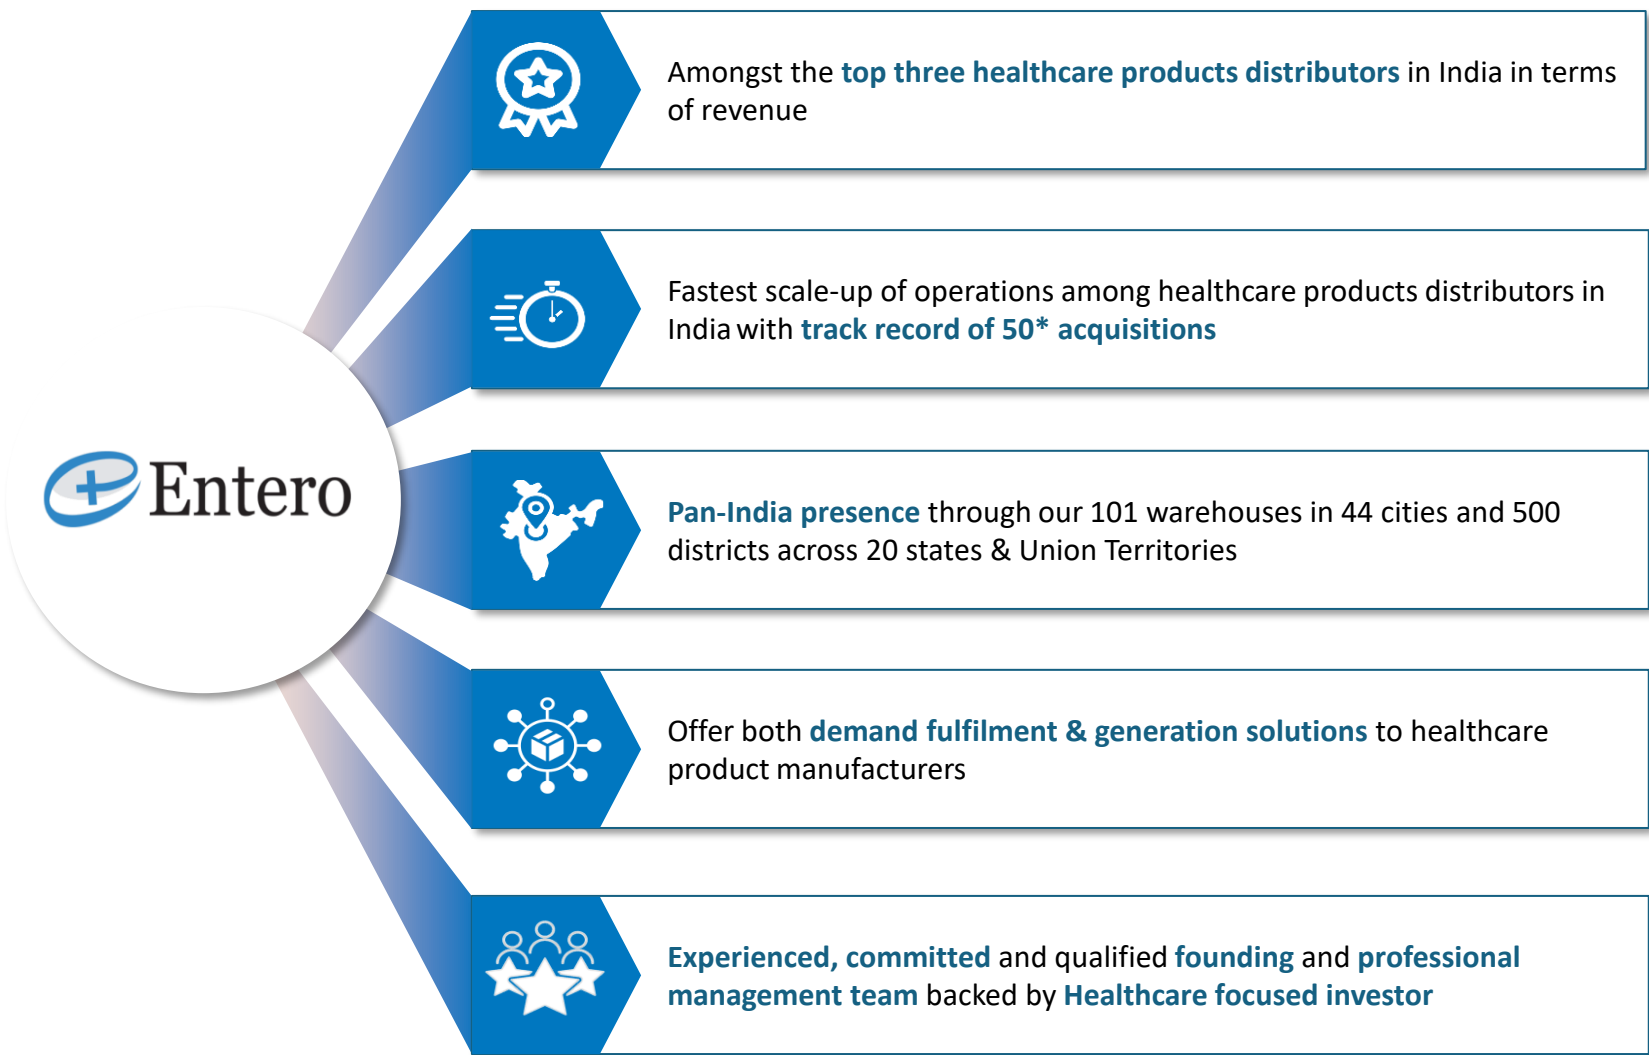 Amongst the top three healthcare products distributors in India in terms
of revenue
Fastest scale-up of operations among healthcare products distributors in
India with track record of 50* acquisitions
Entero
Pan-India presence through our 101 warehouses in 44 cities and 500
districts across 20 states & Union Territories
Offer both demand fulfilment & generation solutions to healthcare
product manufacturers
Experienced, committed and qualified founding and professional
management team backed by Healthcare focused investor